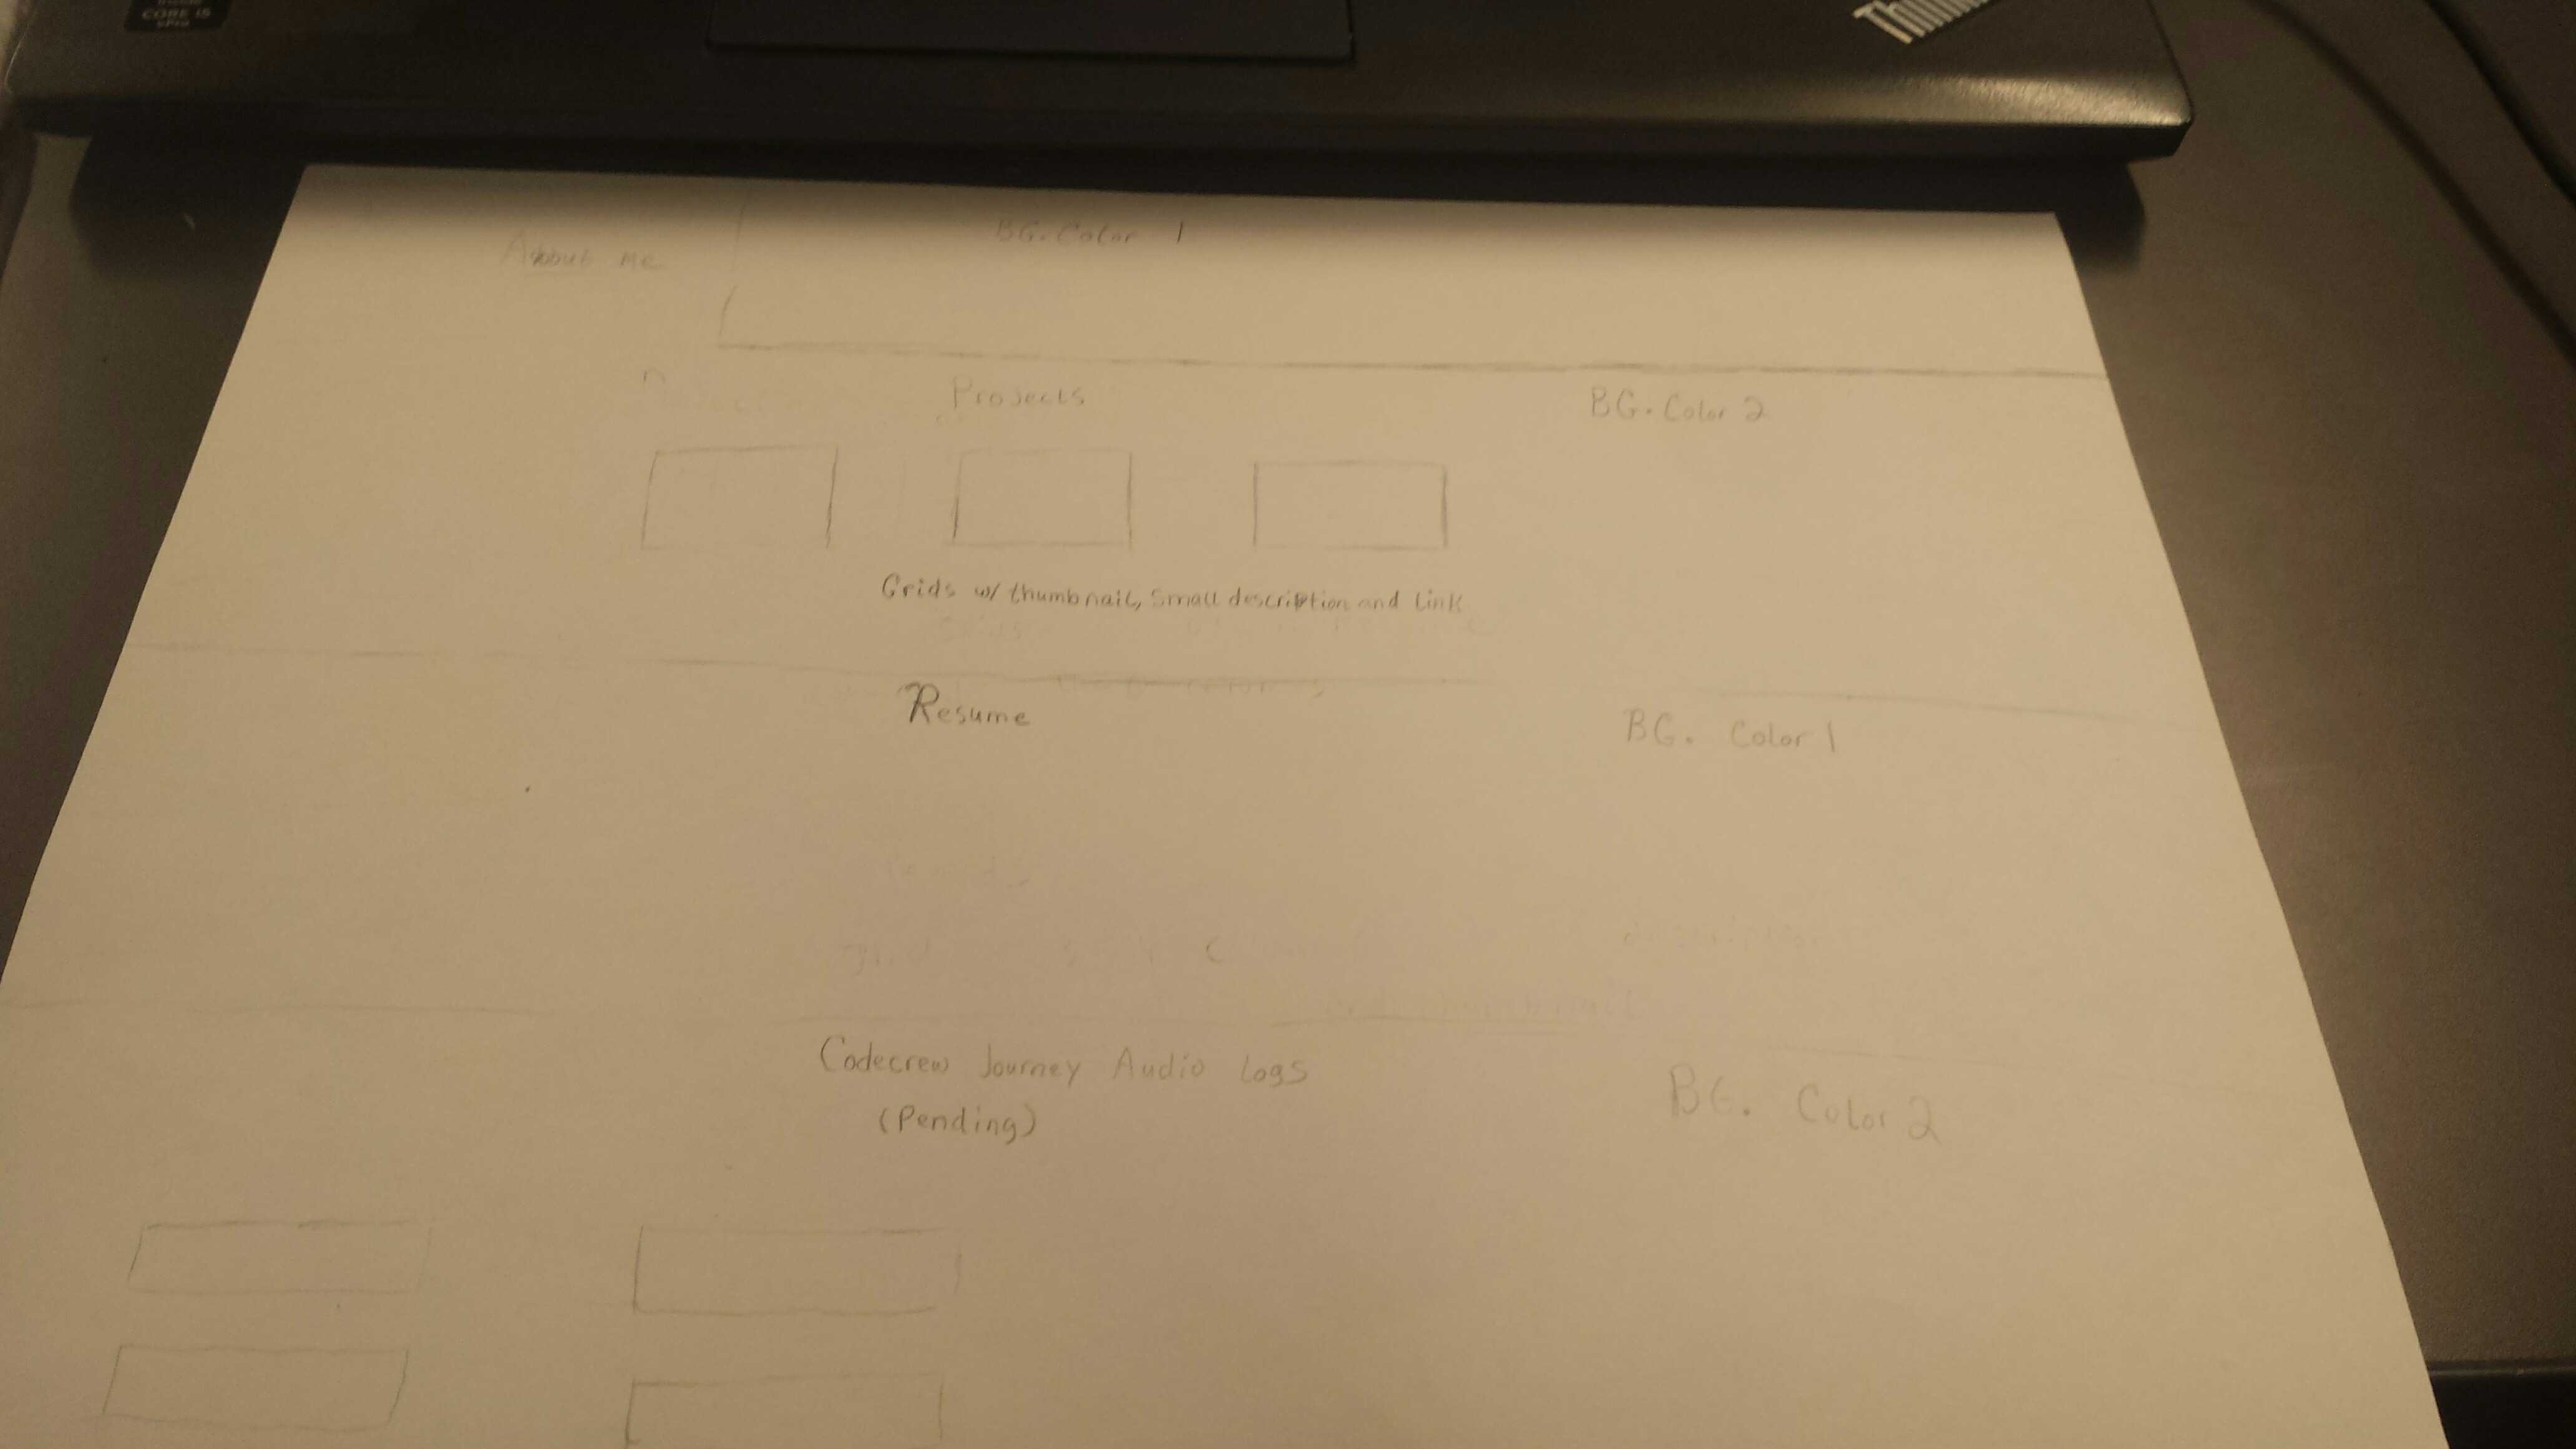 CORE i5
vPro
BG. Color 1
About me
Projects
BG. Color 2
Grids w/ thumbnail, small description and link
Resume
BG. Color 1
Codecrew Journey Audio Logs
(Pending)
BG. Color 2